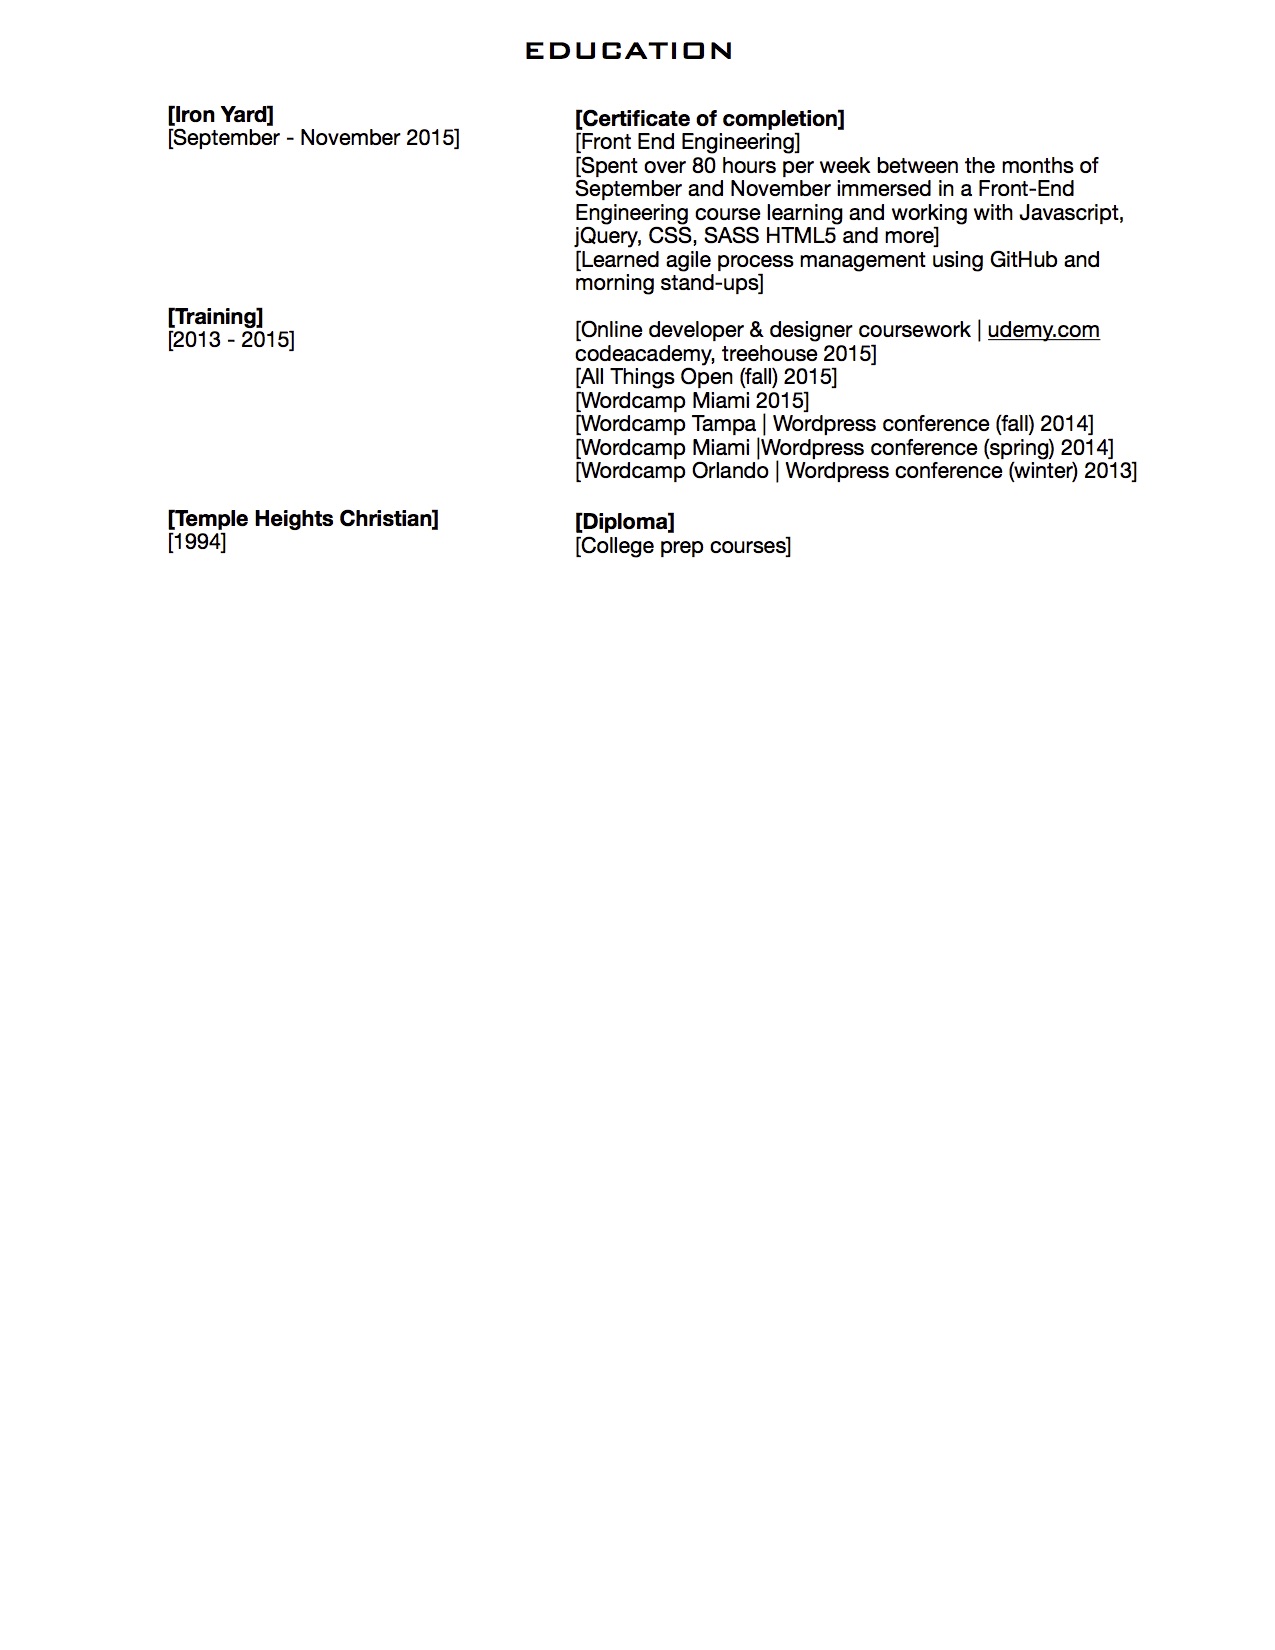 EDUCATION
[Iron Yard]
[September - November 2015]
[Certificate of completion]
[Front End Engineering]
[Spent over 80 hours per week between the months of
September and November immersed in a Front-End
Engineering course learning and working with Javascript,
jQuery, CSS, SASS HTML5 and more]
[Learned agile process management using GitHub and
morning stand-ups]
[Training]
[2013 - 2015]
[Online developer & designer coursework | udemy.com
codeacademy, treehouse 2015]
[All Things Open (fall) 2015]
[Wordcamp Miami 2015]
[Wordcamp Tampa | Wordpress conference (fall) 2014]
[Wordcamp Miami |Wordpress conference (spring) 2014]
[Wordcamp Orlando | Wordpress conference (winter) 2013]
[Temple Heights Christian]
[1994]
[Diploma]
[College prep courses]